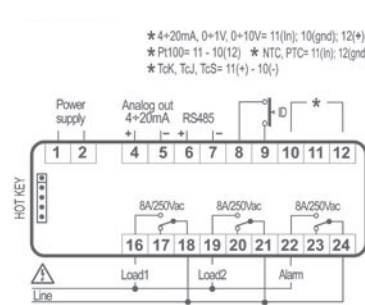 * 4÷20mA, 0÷1V, 0÷10V= 11(In); 10(gnd); 12(+)
* Pt100= 11 - 10(12) * NTC, PTC= 11(In); 12(gnd
* TcK, TcJ, TcS= 11(+) - 10(-)
Power supply
Analog out 4÷20mA
RS485
ID
*
+ - + -
1 2 4 5 6 7 8 9 10 11 12
HOT KEY
8A/250Vac 8A/250Vac 8A/250Vac
16 17 18 19 20 21 22 23 24
Load1 Load2 Alarm
Line